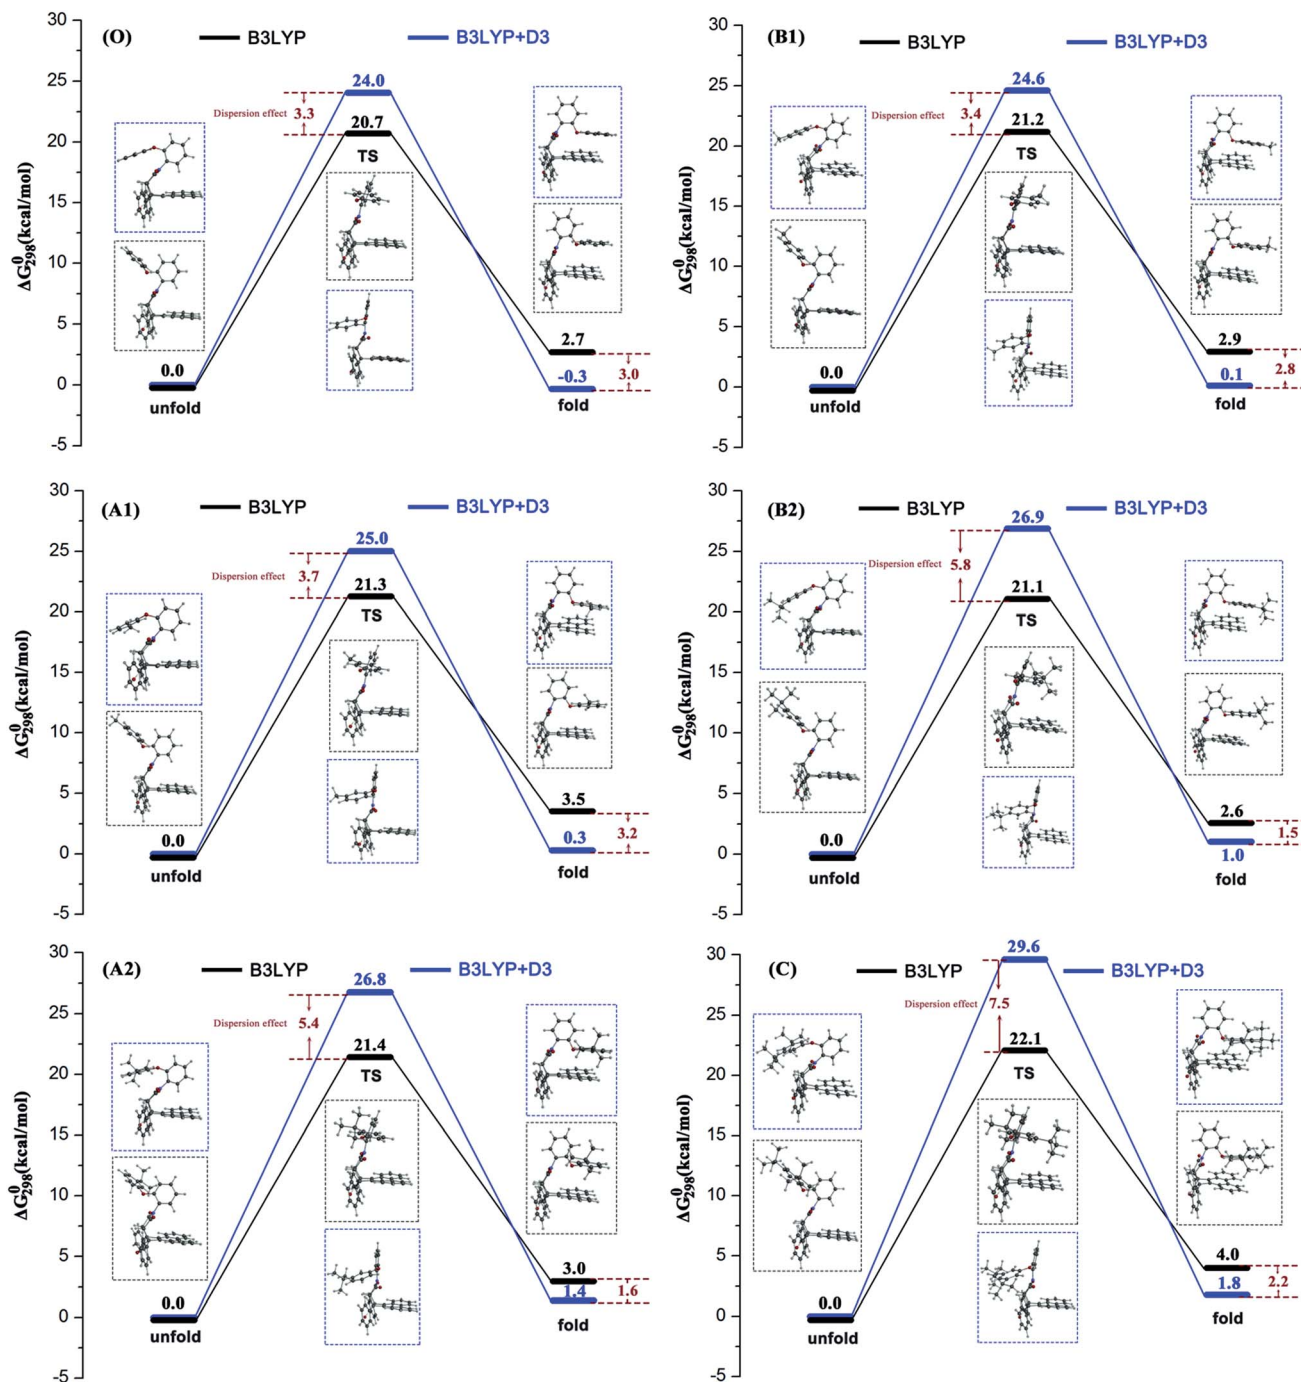 (O)
B3LYP
B3LYP+D3
ΔG⁰₂₉₈(kcal/mol)
30
25
20
15
10
5
0
-5
24.0
Dispersion effect
3.3
20.7
TS
0.0
unfold
2.7
-0.3
3.0
fold
(B1)
B3LYP
B3LYP+D3
ΔG⁰₂₉₈(kcal/mol)
30
25
20
15
10
5
0
-5
24.6
Dispersion effect
3.4
21.2
TS
0.0
unfold
2.9
0.1
2.8
fold
(A1)
B3LYP
B3LYP+D3
ΔG⁰₂₉₈(kcal/mol)
30
25
20
15
10
5
0
-5
25.0
Dispersion effect
3.7
21.3
TS
0.0
unfold
3.5
0.3
3.2
fold
(B2)
B3LYP
B3LYP+D3
ΔG⁰₂₉₈(kcal/mol)
30
25
20
15
10
5
0
-5
26.9
Dispersion effect
5.8
21.1
TS
0.0
unfold
2.6
1.0
1.5
fold
(A2)
B3LYP
B3LYP+D3
ΔG⁰₂₉₈(kcal/mol)
30
25
20
15
10
5
0
-5
26.8
Dispersion effect
5.4
21.4
TS
0.0
unfold
3.0
1.4
1.6
fold
(C)
B3LYP
B3LYP+D3
ΔG⁰₂₉₈(kcal/mol)
30
25
20
15
10
5
0
-5
29.6
Dispersion effect
7.5
22.1
TS
0.0
unfold
4.0
1.8
2.2
fold